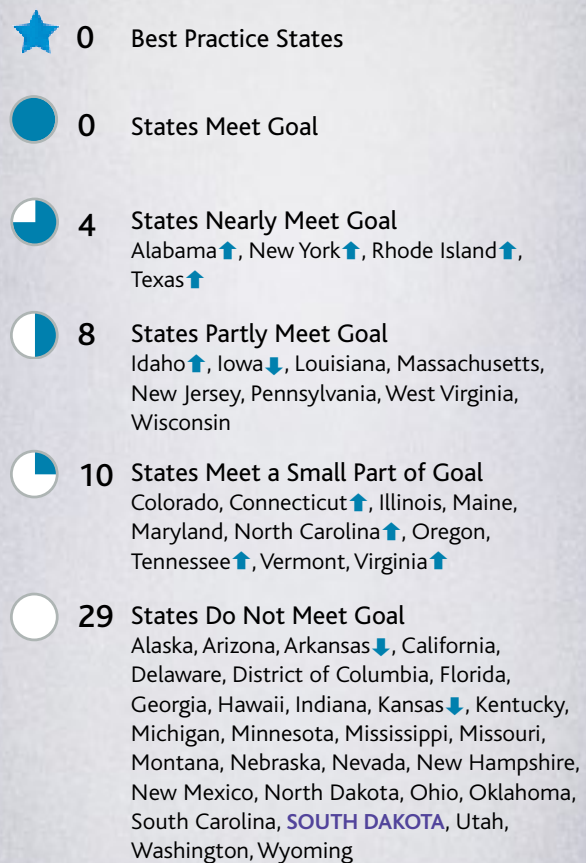 0 Best Practice States
0 States Meet Goal
4 States Nearly Meet Goal
Alabama⬆, New York⬆, Rhode Island⬆,
Texas⬆
8 States Partly Meet Goal
Idaho⬆, Iowa⬇, Louisiana, Massachusetts,
New Jersey, Pennsylvania, West Virginia,
Wisconsin
10 States Meet a Small Part of Goal
Colorado, Connecticut⬆, Illinois, Maine,
Maryland, North Carolina⬆, Oregon,
Tennessee⬆, Vermont, Virginia⬆
29 States Do Not Meet Goal
Alaska, Arizona, Arkansas⬇, California,
Delaware, District of Columbia, Florida,
Georgia, Hawaii, Indiana, Kansas⬇, Kentucky,
Michigan, Minnesota, Mississippi, Missouri,
Montana, Nebraska, Nevada, New Hampshire,
New Mexico, North Dakota, Ohio, Oklahoma,
South Carolina, SOUTH DAKOTA, Utah,
Washington, Wyoming